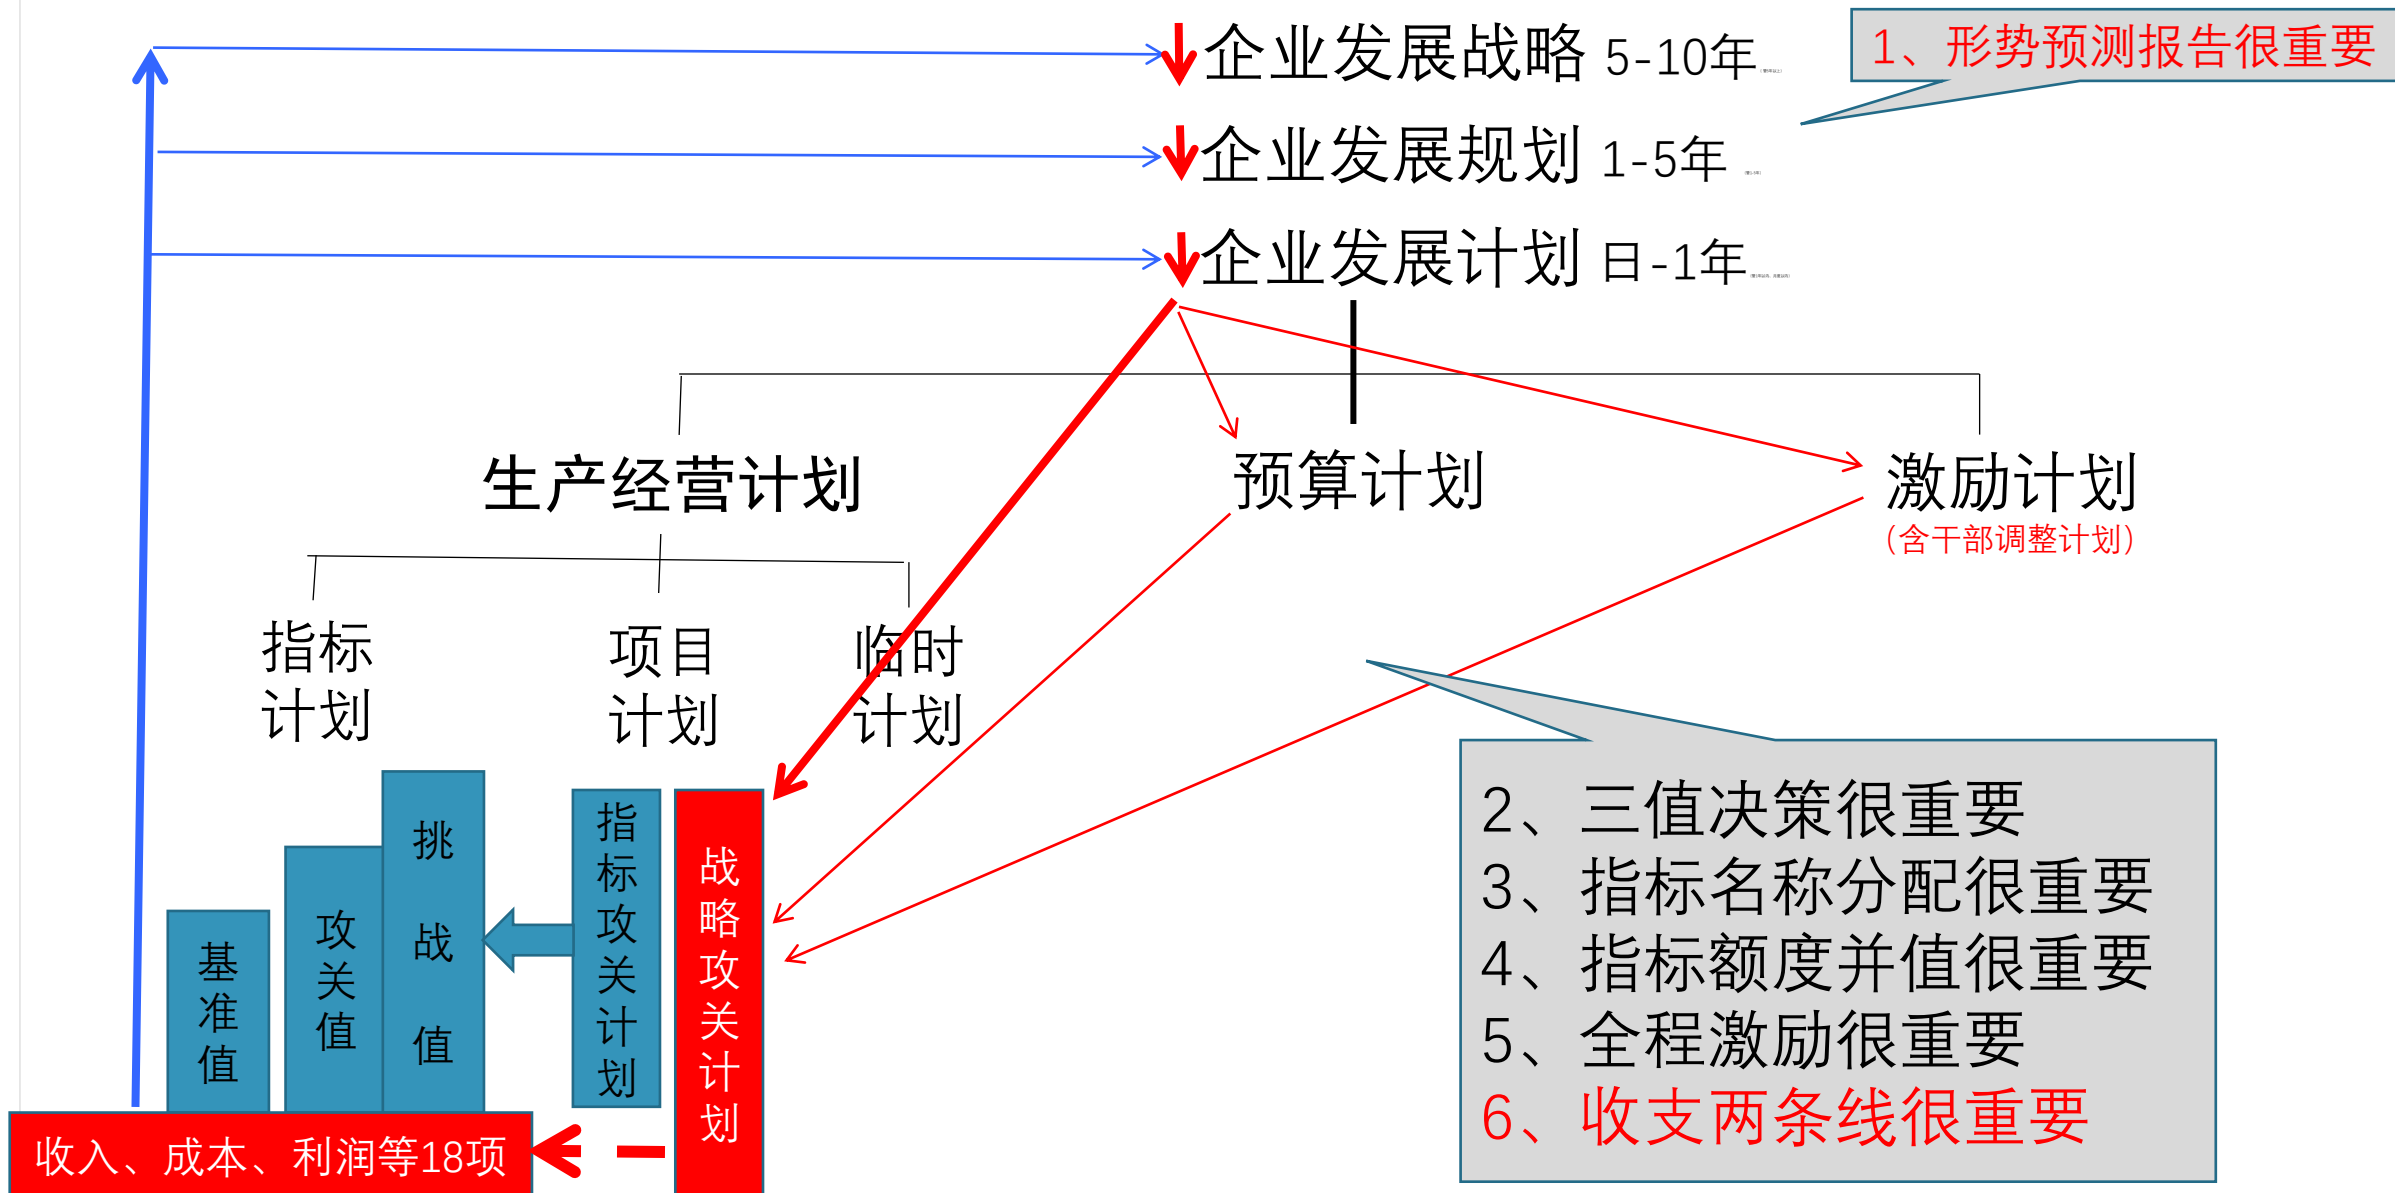 企业发展战略 5-10年
1、形势预测报告很重要
企业发展规划 1-5年
企业发展计划 日-1年
生产经营计划
预算计划
激励计划
（含干部调整计划）
指标
计划
项目
计划
临时
计划
基准值
攻关值
挑战值
指标攻关计划
战略攻关计划
收入、成本、利润等18项
2、三值决策很重要
3、指标名称分配很重要
4、指标额度并值很重要
5、全程激励很重要
6、收支两条线很重要